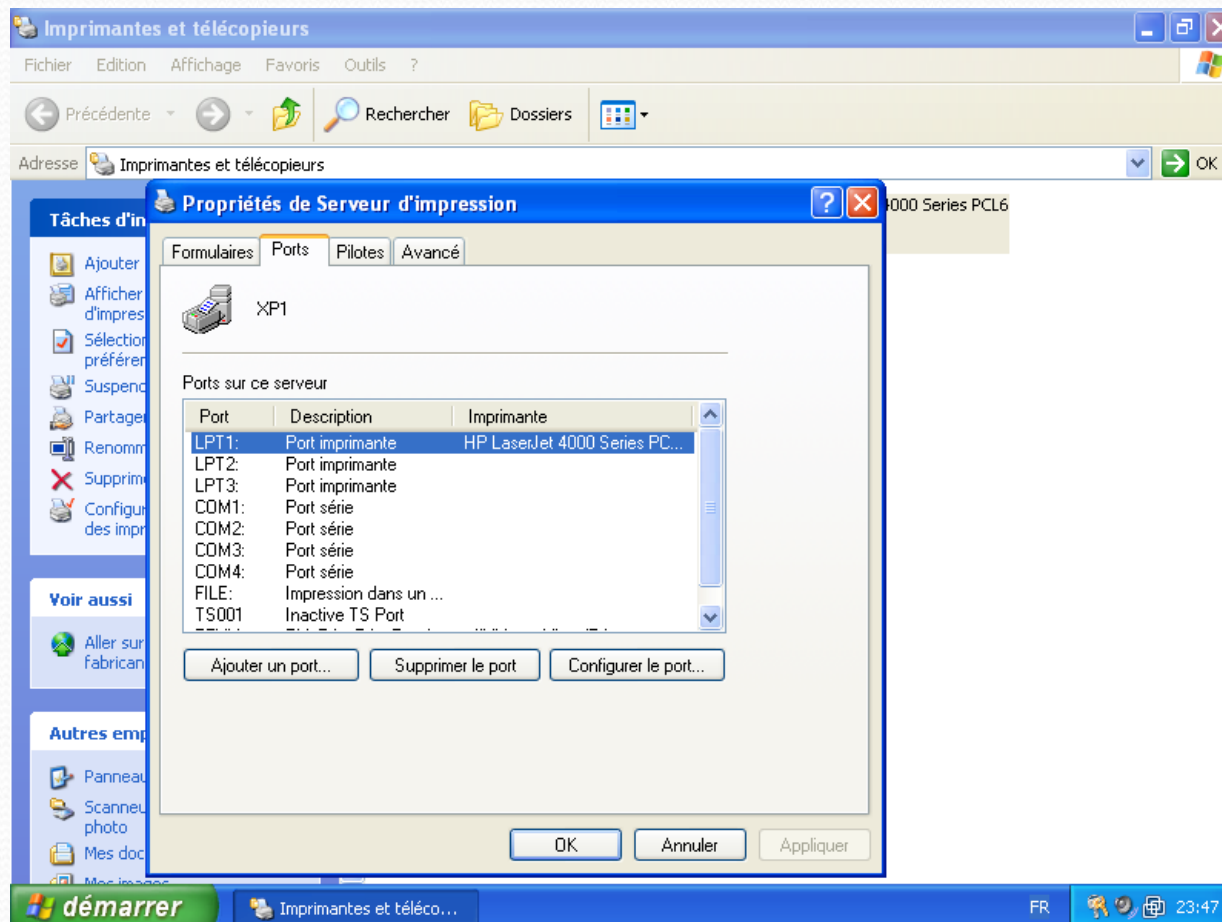 Imprimantes et télécopieurs
Fichier Edition Affichage Favoris Outils ?
Précédente Rechercher Dossiers
Adresse Imprimantes et télécopieurs OK
Propriétés de Serveur d'impression
Tâches d'in
Ajouter
Afficher
d'impres
Sélection
préféren
Suspend
Partager
Renomm
Supprim
Configur
des impr
Voir aussi
Aller sur
fabrican
Autres emp
Panneau
Scanneu
photo
Mes doc
Mes images
4000 Series PCL6
Formulaires Ports Pilotes Avancé
XP1
Ports sur ce serveur
Port Description Imprimante
LPT1: Port imprimante HP LaserJet 4000 Series PC...
LPT2: Port imprimante
LPT3: Port imprimante
COM1: Port série
COM2: Port série
COM3: Port série
COM4: Port série
FILE: Impression dans un ...
TS001 Inactive TS Port
Ajouter un port... Supprimer le port Configurer le port...
OK Annuler Appliquer
démarrer Imprimantes et téléco... FR 23:47